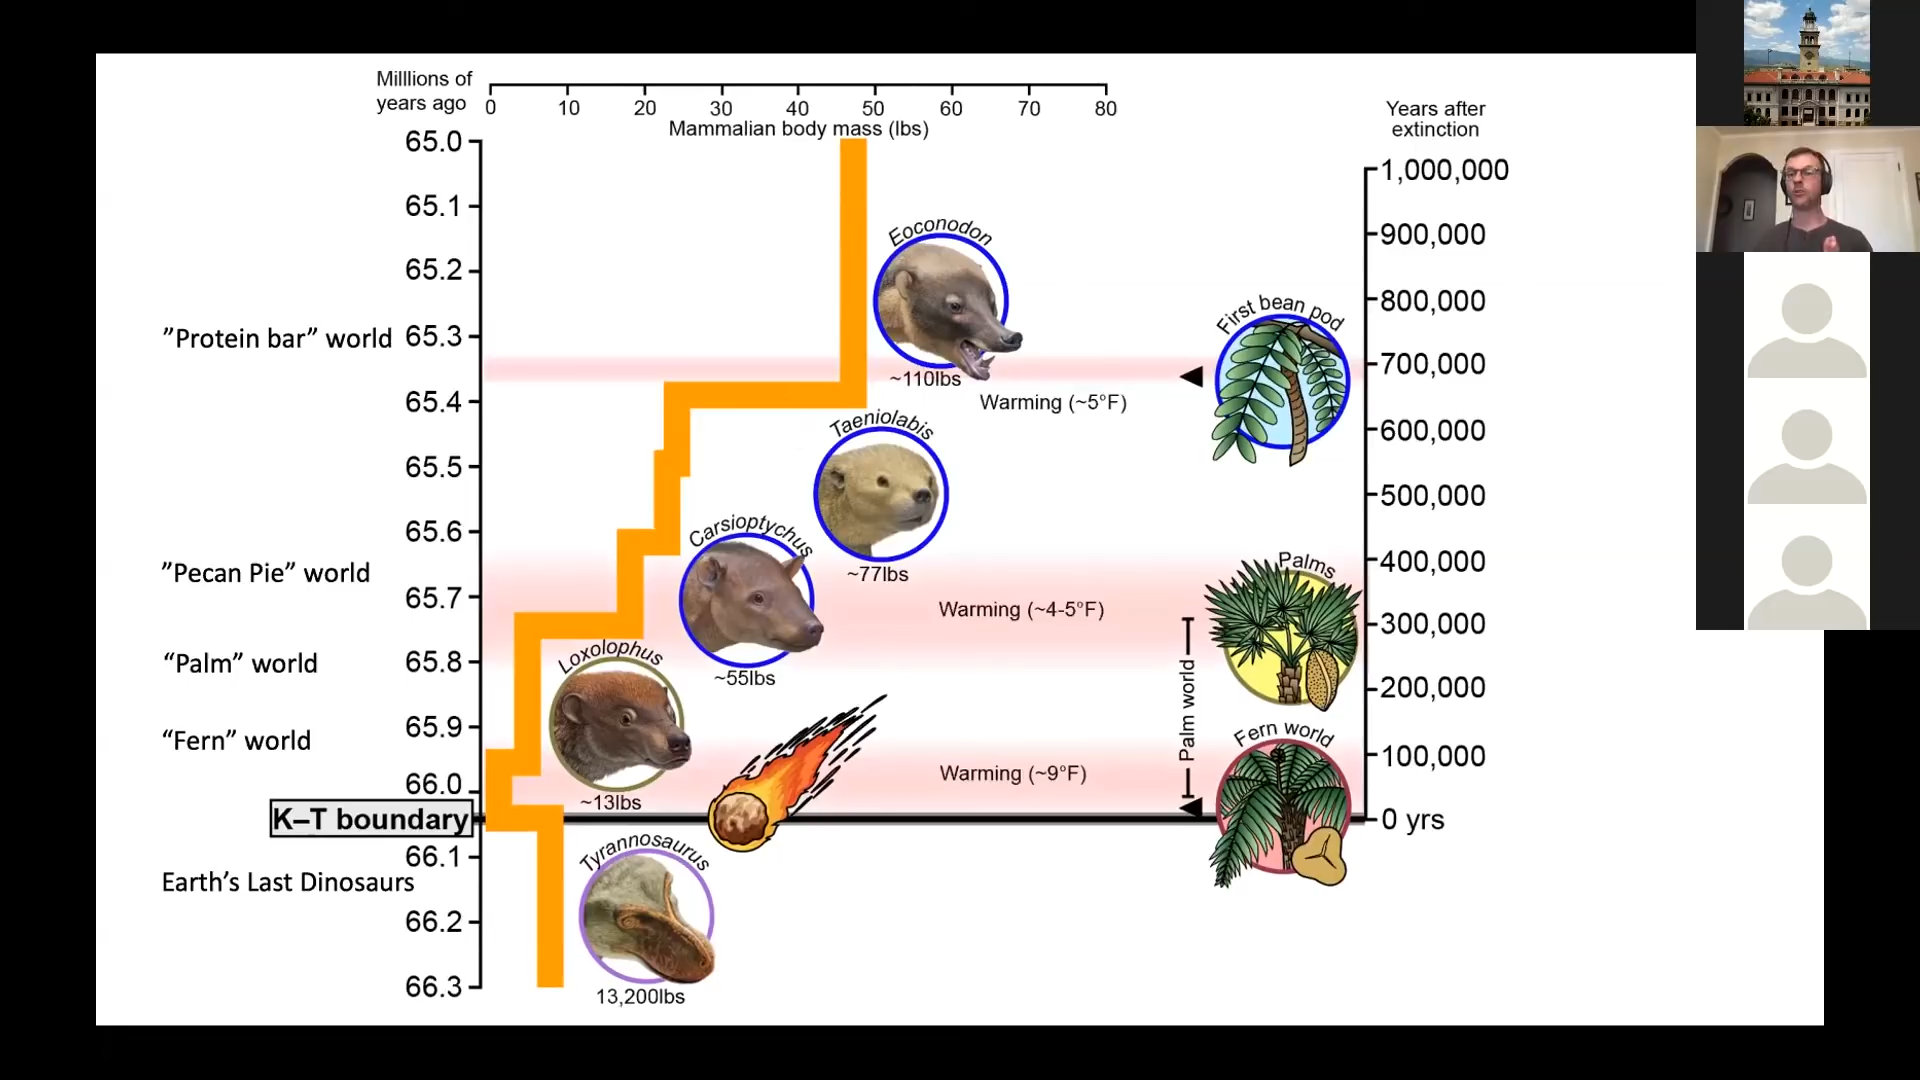 Milllions of
years ago
0 10 20 30 40 50 60 70 80
Mammalian body mass (lbs)
Years after
extinction
65.0
65.1
65.2
65.3
65.4
65.5
65.6
65.7
65.8
65.9
66.0
K–T boundary
66.1
66.2
66.3
”Protein bar” world
”Pecan Pie” world
“Palm” world
“Fern” world
Earth’s Last Dinosaurs
Eoconodon
~110lbs
Warming (~5°F)
Taeniolabis
~77lbs
Carsioptychus
~55lbs
Warming (~4-5°F)
Loxolophus
~13lbs
Warming (~9°F)
Tyrannosaurus
13,200lbs
First bean pod
Palms
Palm world
Fern world
1,000,000
900,000
800,000
700,000
600,000
500,000
400,000
300,000
200,000
100,000
0 yrs